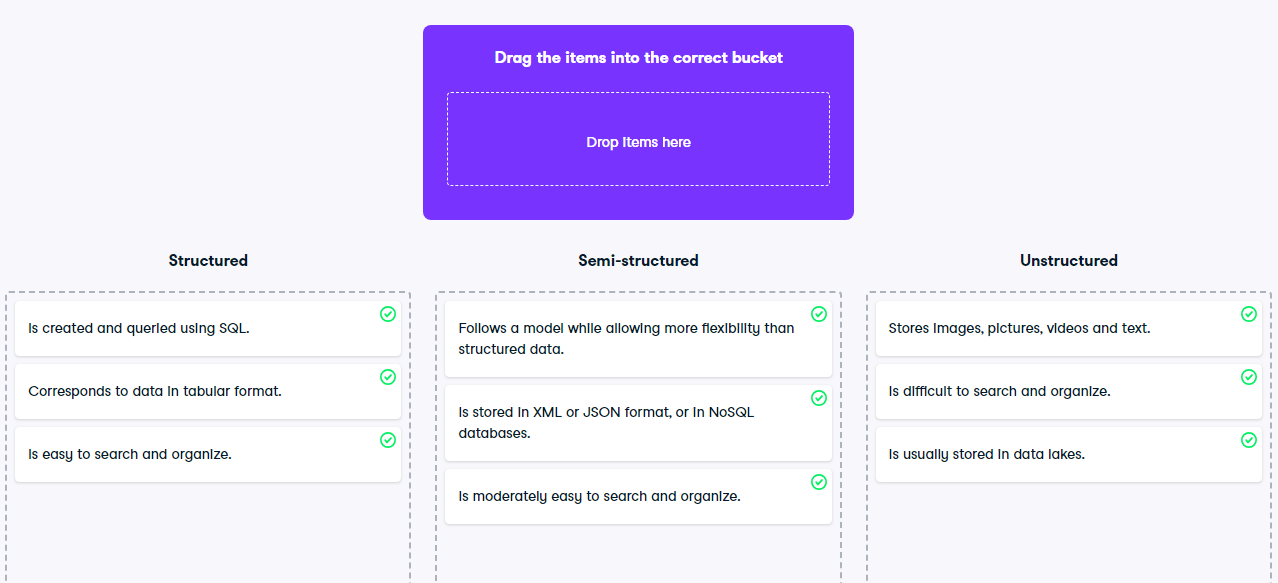 Drag the items into the correct bucket
Drop items here
Structured
Is created and queried using SQL.
Corresponds to data in tabular format.
Is easy to search and organize.
Semi-structured
Follows a model while allowing more flexibility than
structured data.
Is stored in XML or JSON format, or in NoSQL
databases.
Is moderately easy to search and organize.
Unstructured
Stores images, pictures, videos and text.
Is difficult to search and organize.
Is usually stored in data lakes.